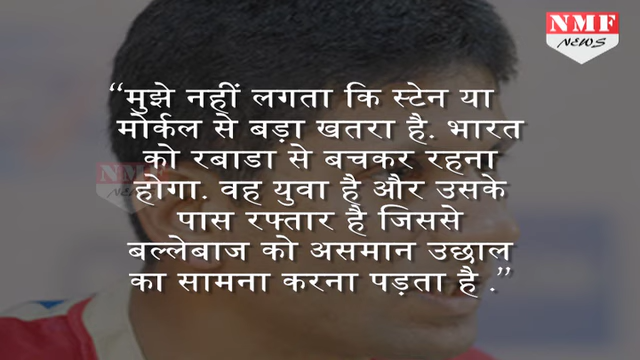 NMF
NEWS
“मुझे नहीं लगता कि स्टेन या
मोर्कल से बड़ा खतरा है. भारत
को रबाडा से बचकर रहना
होगा. वह युवा है और उसके
पास रफ्तार है जिससे
बल्लेबाज को असमान उछाल
का सामना करना पड़ता है .”